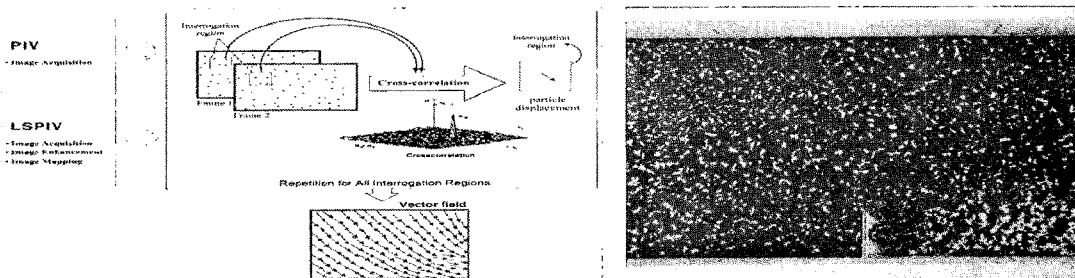 PIV
• Image Acquisition
LSPIV
• Image Acquisition
• Image Enhancement
• Image Mapping
Interrogation
region
Frame 1
Frame 2
Cross-correlation
Interrogation
region
particle
displacement
Crosscorrelation
Repetition for All Interrogation Regions
Vector field